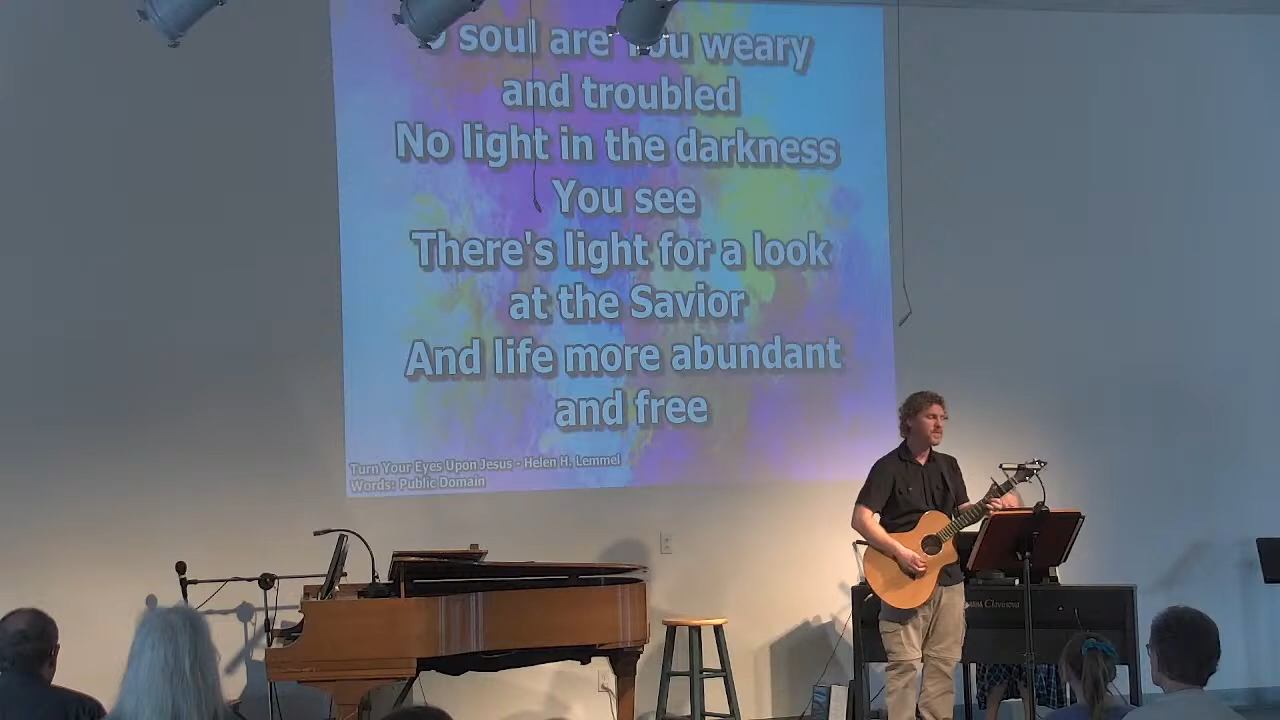 O soul are You weary
and troubled
No light in the darkness
You see
There's light for a look
at the Savior
And life more abundant
and free
Turn Your Eyes Upon Jesus - Helen H. Lemmel
Words: Public Domain
Clavinova